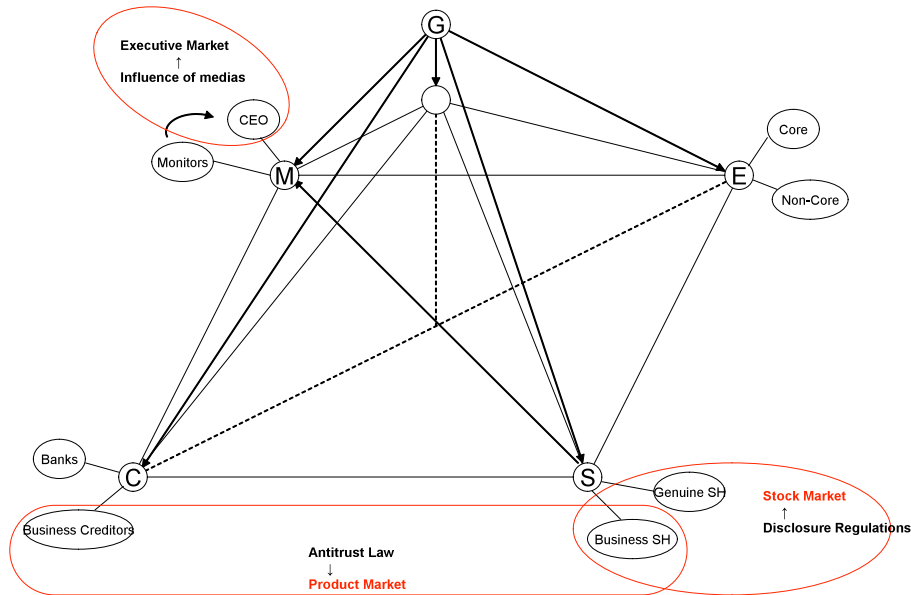 G
Executive Market
↑
Influence of medias
CEO
Monitors
M
E
Core
Non-Core
Banks
C
Business Creditors
S
Genuine SH
Business SH
Stock Market
↑
Disclosure Regulations
Antitrust Law
↓
Product Market